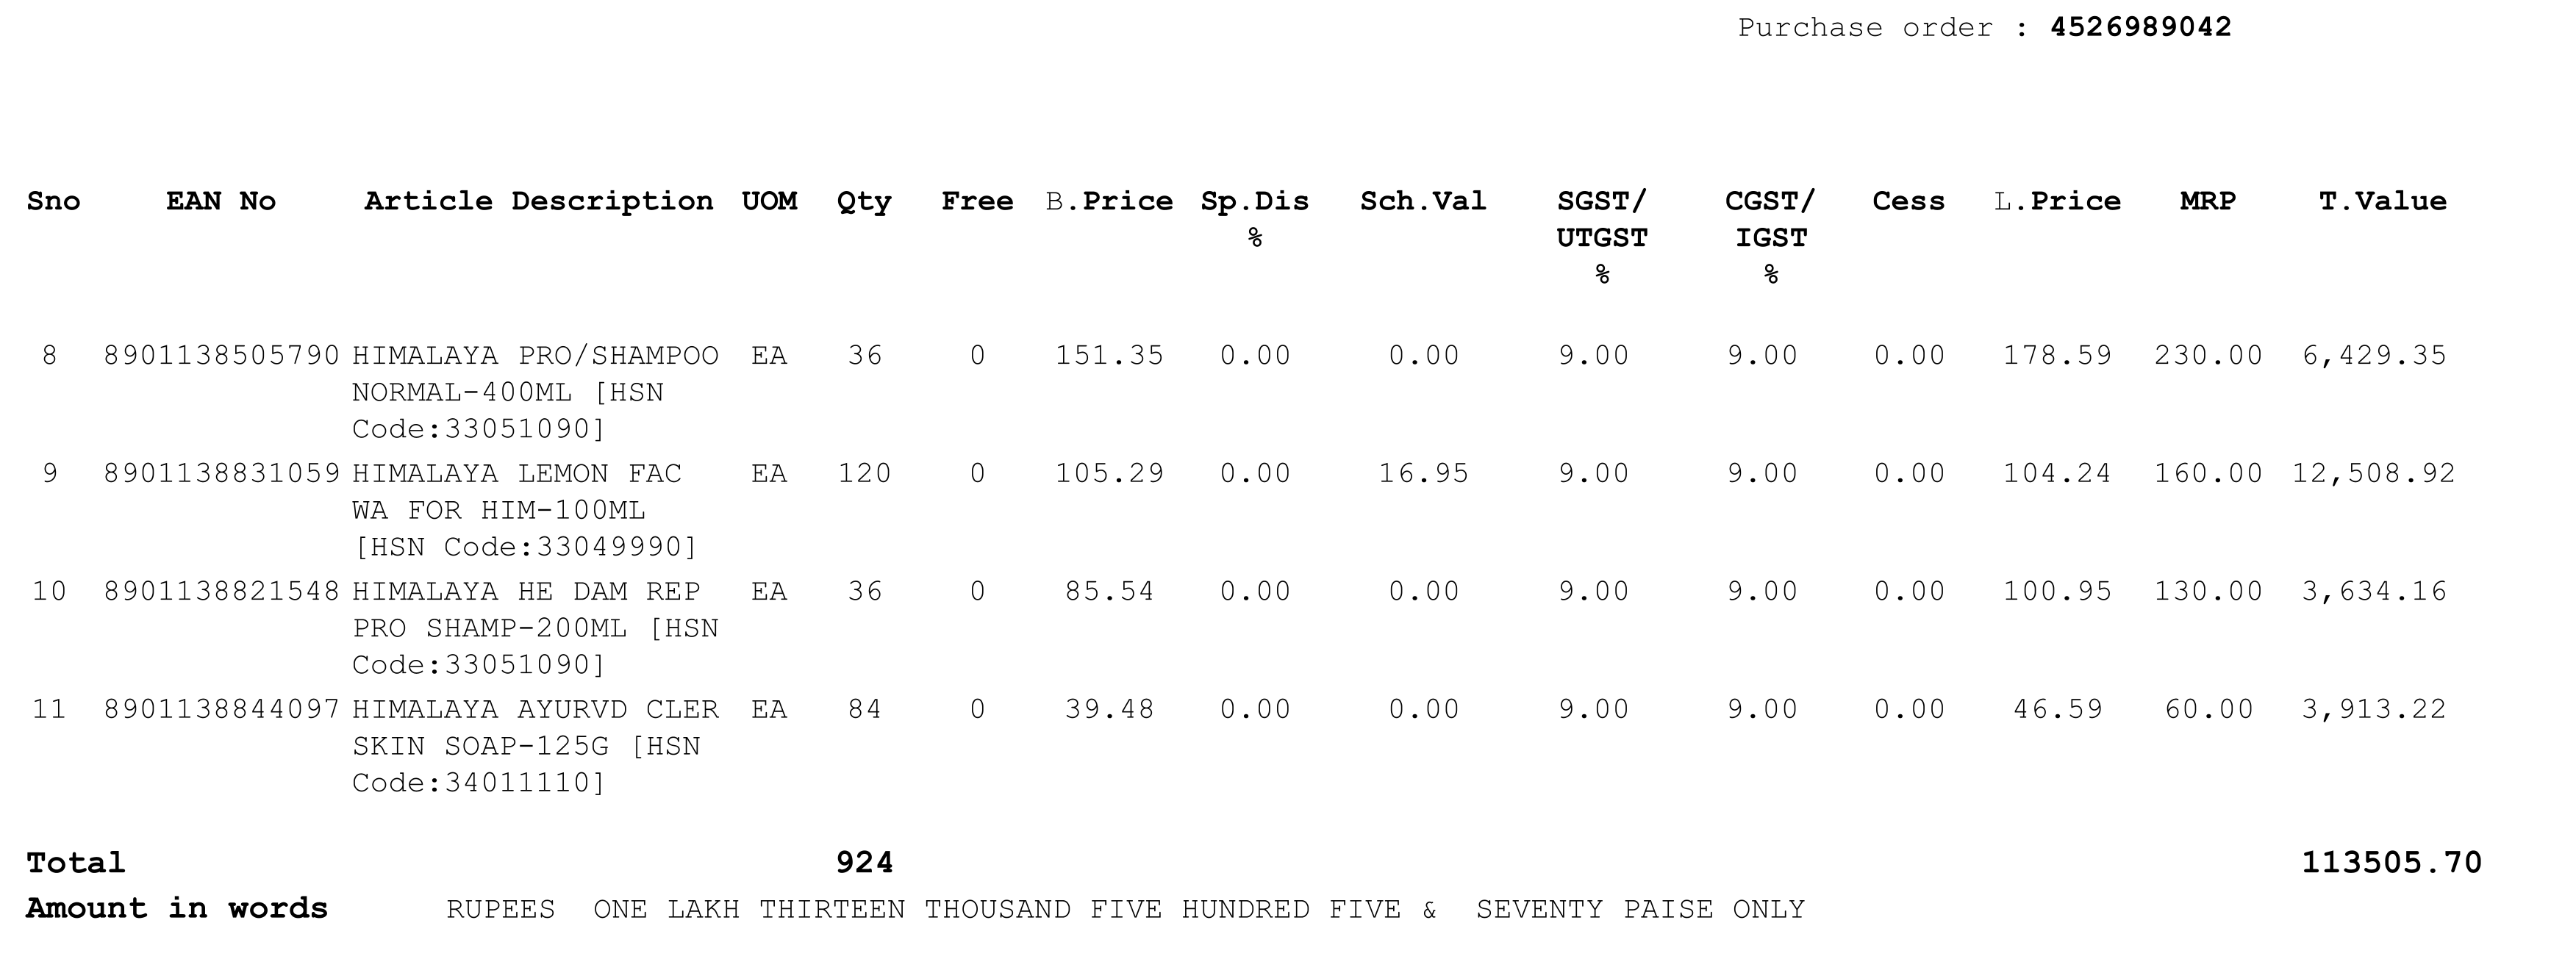 Purchase order : 4526989042
Sno EAN No Article Description UOM Qty Free B.Price Sp.Dis Sch.Val SGST/ CGST/ Cess L.Price MRP T.Value
% UTGST IGST
% %
8 8901138505790 HIMALAYA PRO/SHAMPOO EA 36 0 151.35 0.00 0.00 9.00 9.00 0.00 178.59 230.00 6,429.35
NORMAL-400ML [HSN
Code:33051090]
9 8901138831059 HIMALAYA LEMON FAC EA 120 0 105.29 0.00 16.95 9.00 9.00 0.00 104.24 160.00 12,508.92
WA FOR HIM-100ML
[HSN Code:33049990]
10 8901138821548 HIMALAYA HE DAM REP EA 36 0 85.54 0.00 0.00 9.00 9.00 0.00 100.95 130.00 3,634.16
PRO SHAMP-200ML [HSN
Code:33051090]
11 8901138844097 HIMALAYA AYURVD CLER EA 84 0 39.48 0.00 0.00 9.00 9.00 0.00 46.59 60.00 3,913.22
SKIN SOAP-125G [HSN
Code:34011110]
Total 924 113505.70
Amount in words RUPEES ONE LAKH THIRTEEN THOUSAND FIVE HUNDRED FIVE & SEVENTY PAISE ONLY